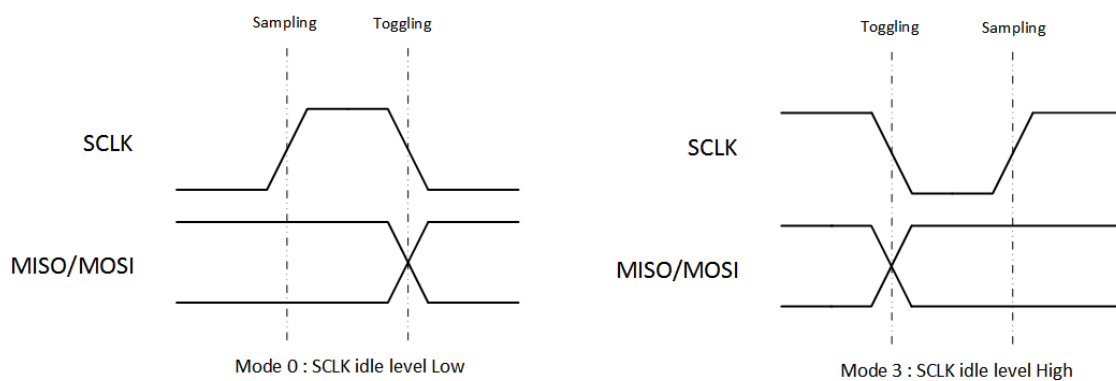 Sampling
Toggling
SCLK
MISO/MOSI
Mode 0 : SCLK idle level Low
Toggling
Sampling
SCLK
MISO/MOSI
Mode 3 : SCLK idle level High